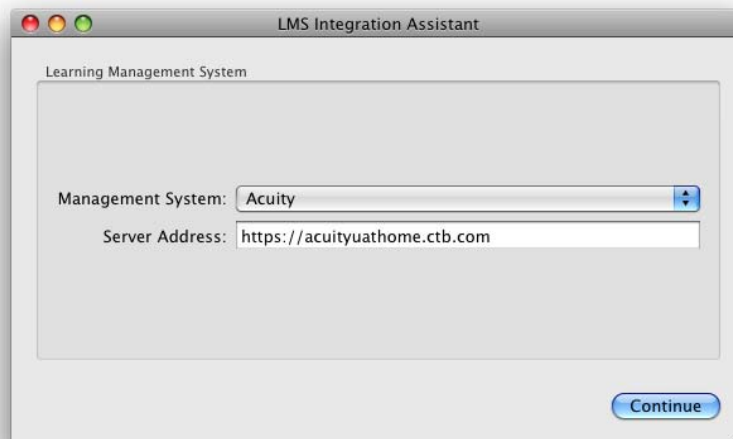 LMS Integration Assistant
Learning Management System
Management System: Acuity
Server Address: https://acuityuathome.ctb.com
Continue